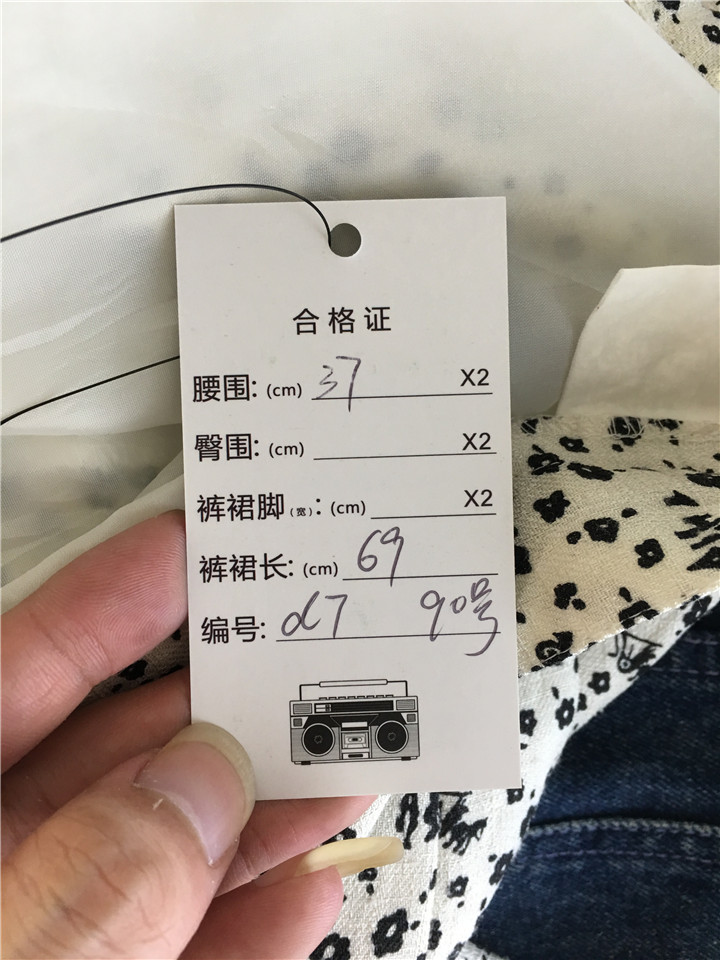 合格证
腰围: (cm) 37 X2
臀围: (cm) X2
裤裙脚(宽): (cm) X2
裤裙长: (cm) 69
编号: α7 90号